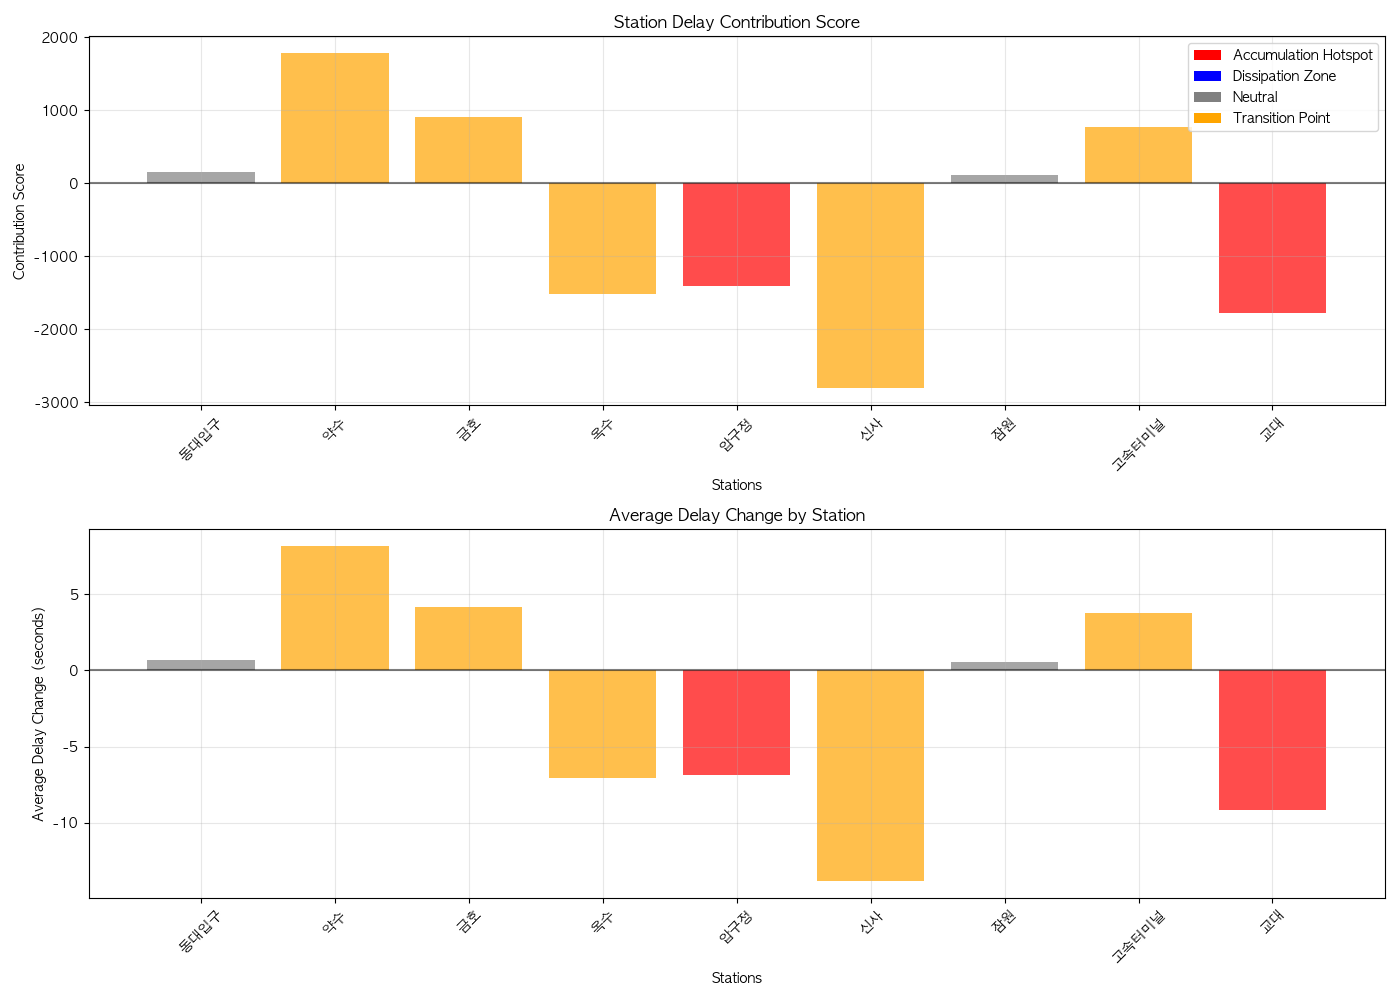 Station Delay Contribution Score
2000
1000
0
-1000
-2000
-3000
Contribution Score
Accumulation Hotspot
Dissipation Zone
Neutral
Transition Point
동대입구
약수
금호
옥수
압구정
신사
잠원
고속터미널
교대
Stations
Average Delay Change by Station
5
0
-5
-10
Average Delay Change (seconds)
동대입구
약수
금호
옥수
압구정
신사
잠원
고속터미널
교대
Stations